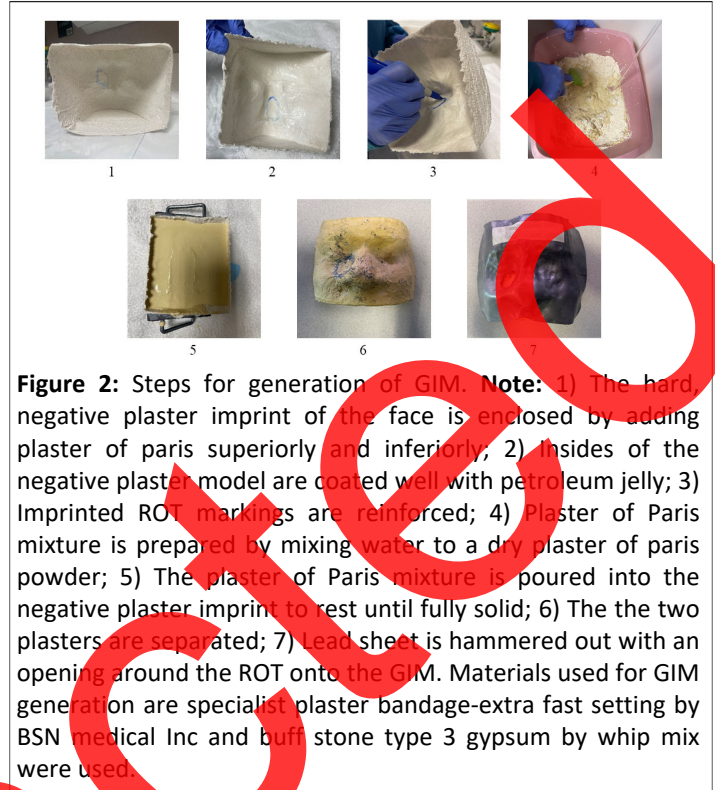 1
2
3
4
5
6
7
Figure 2: Steps for generation of GIM. Note: 1) The hard,
negative plaster imprint of the face is enclosed by adding
plaster of paris superiorly and inferiorly; 2) Insides of the
negative plaster model are coated well with petroleum jelly; 3)
Imprinted ROT markings are reinforced; 4) Plaster of Paris
mixture is prepared by mixing water to a dry plaster of paris
powder; 5) The plaster of Paris mixture is poured into the
negative plaster imprint to rest until fully solid; 6) The the two
plasters are separated; 7) Lead sheet is hammered out with an
opening around the ROT onto the GIM. Materials used for GIM
generation are specialist plaster bandage-extra fast setting by
BSN medical Inc and buff stone type 3 gypsum by whip mix
were used.
cted